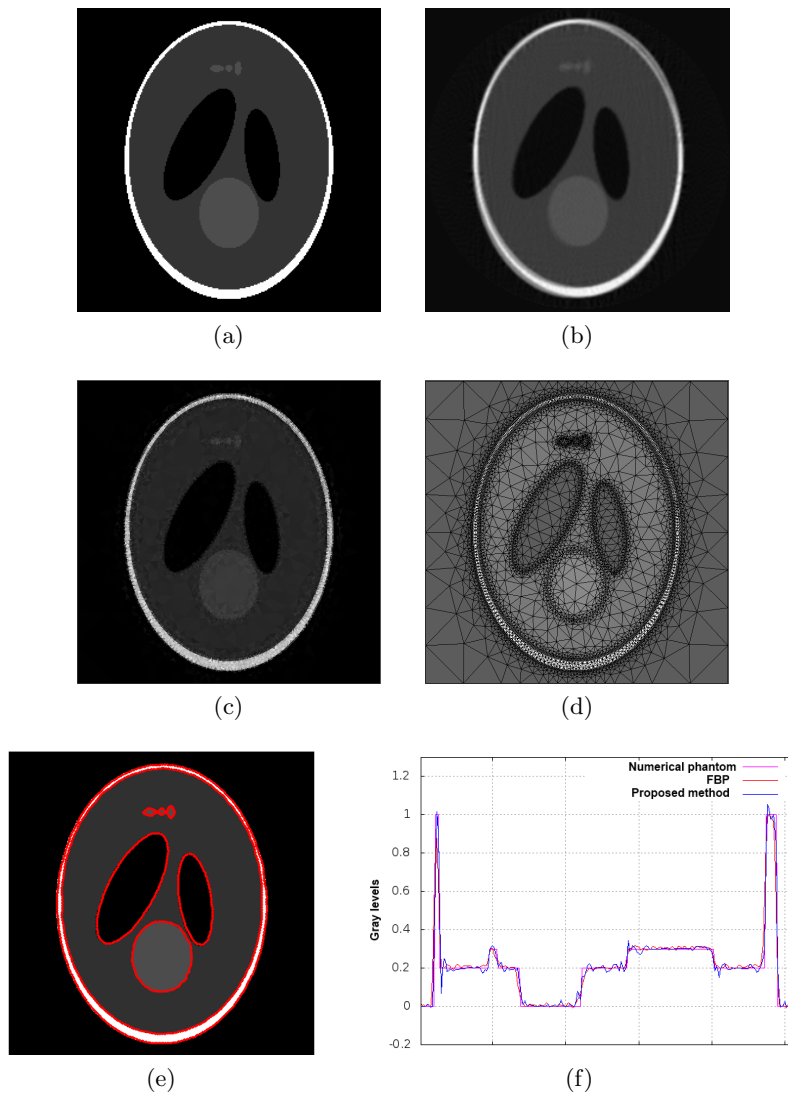 (a)
(b)
(c)
(d)
(e)
Numerical phantom
FBP
Proposed method
Gray levels
1.2
1
0.8
0.6
0.4
0.2
0
-0.2
(f)